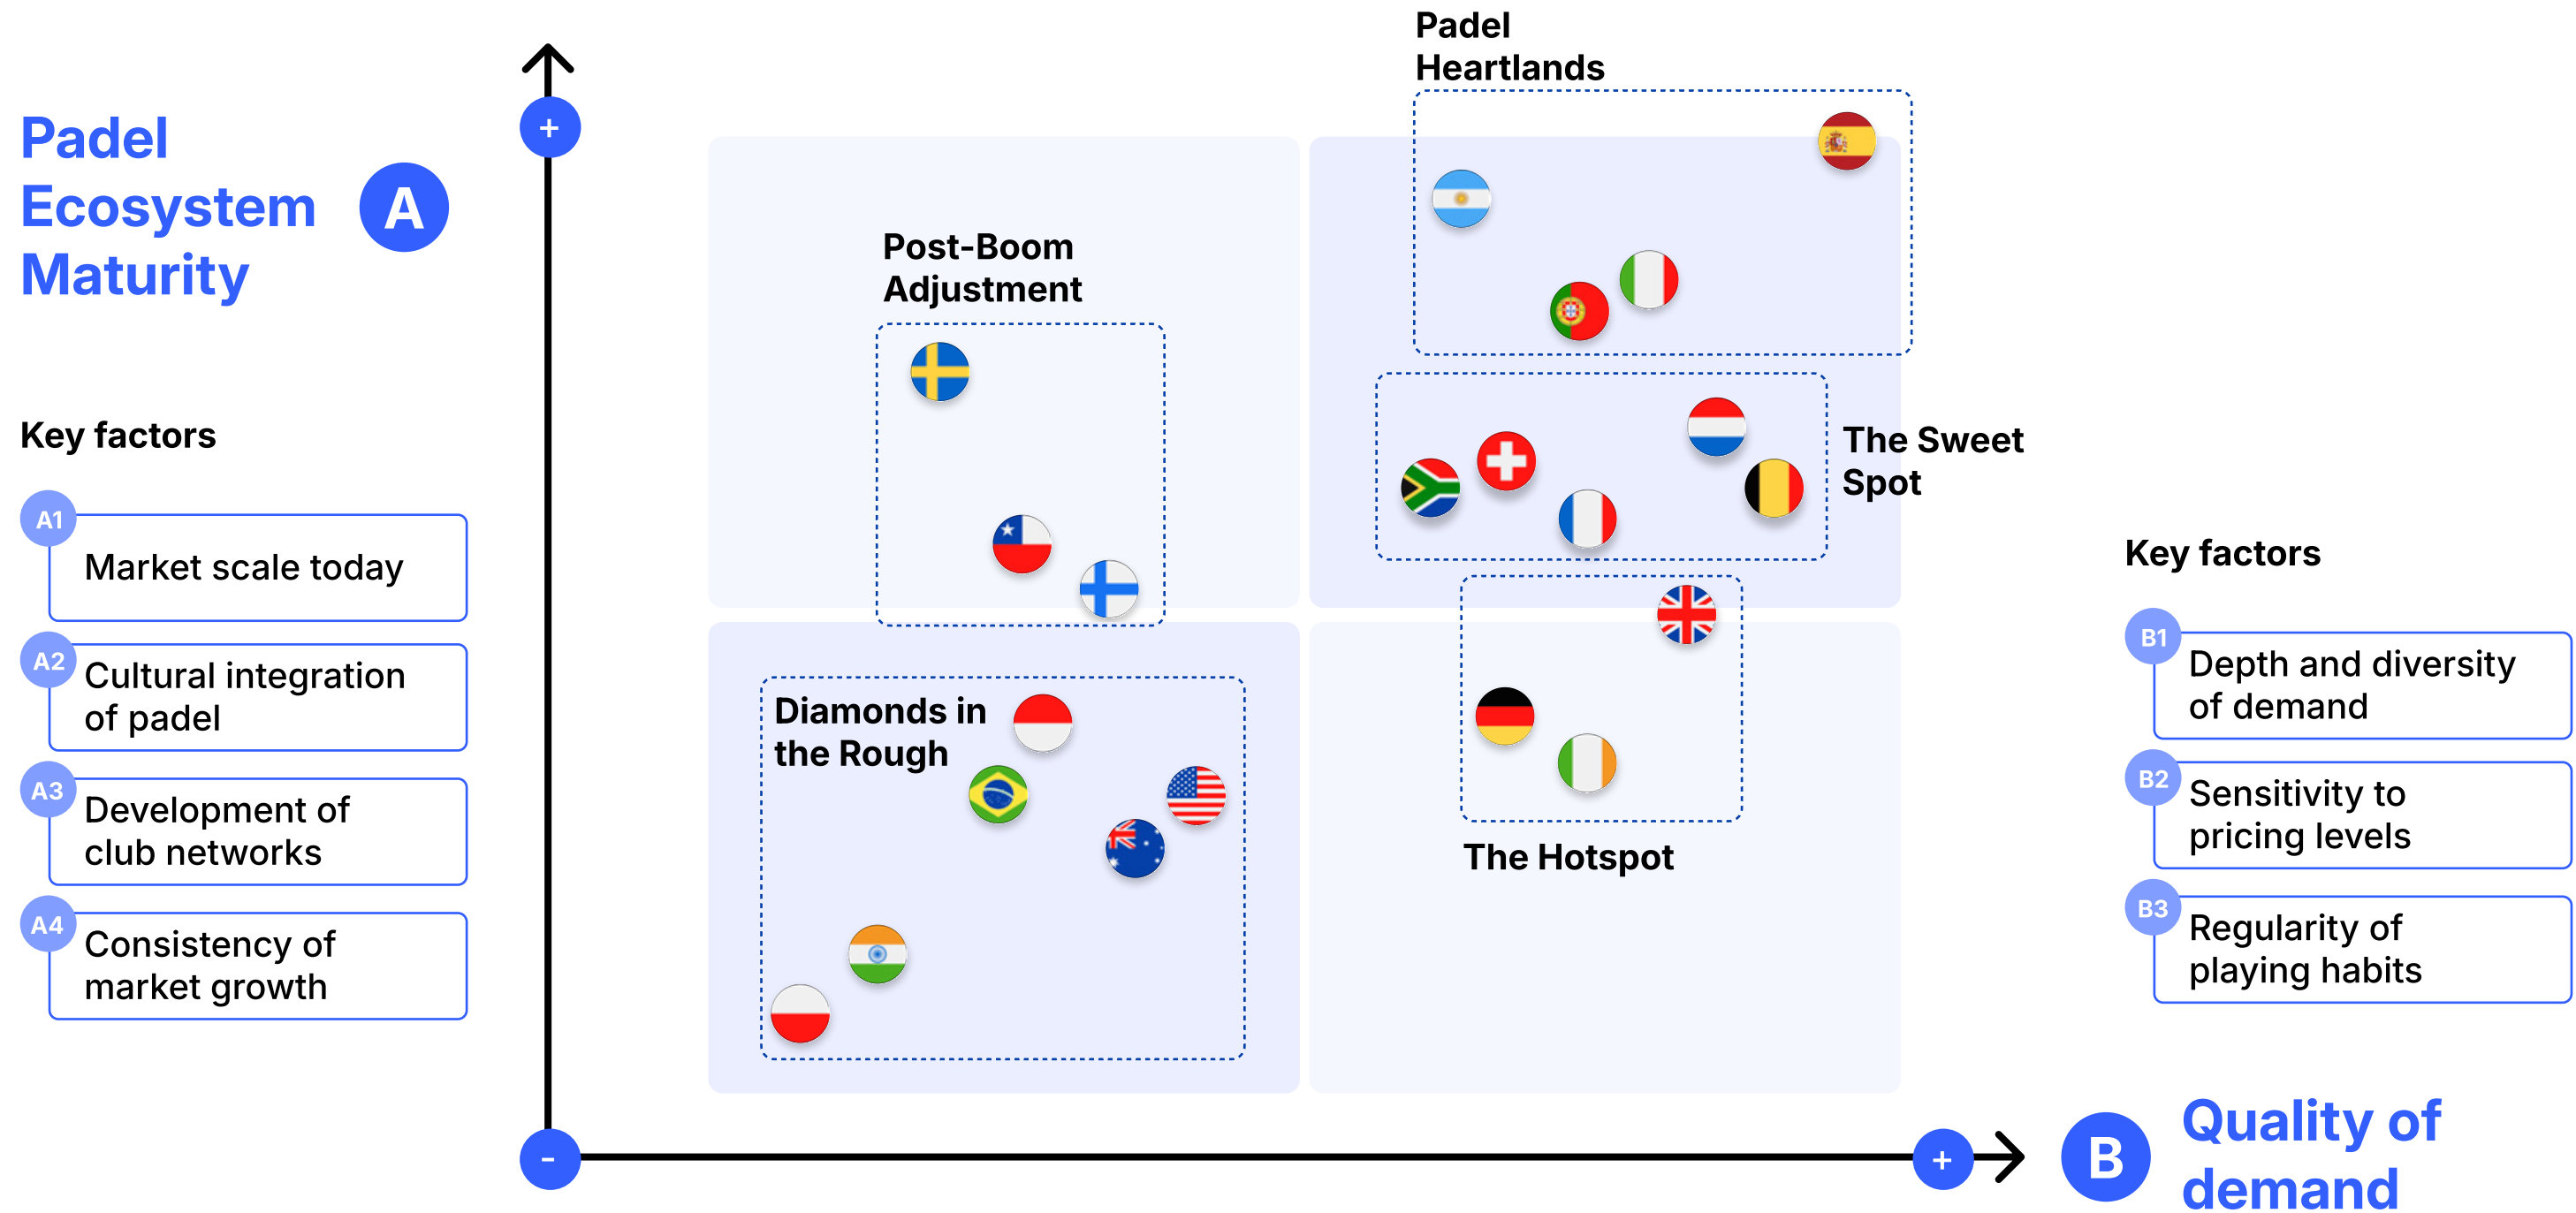 Padel
Ecosystem
Maturity
A
Key factors
A1
Market scale today
A2
Cultural integration
of padel
A3
Development of
club networks
A4
Consistency of
market growth
+
-
Padel
Heartlands
Post-Boom
Adjustment
The Sweet
Spot
Diamonds in
the Rough
The Hotspot
Key factors
B1
Depth and diversity
of demand
B2
Sensitivity to
pricing levels
B3
Regularity of
playing habits
+
B
Quality of
demand